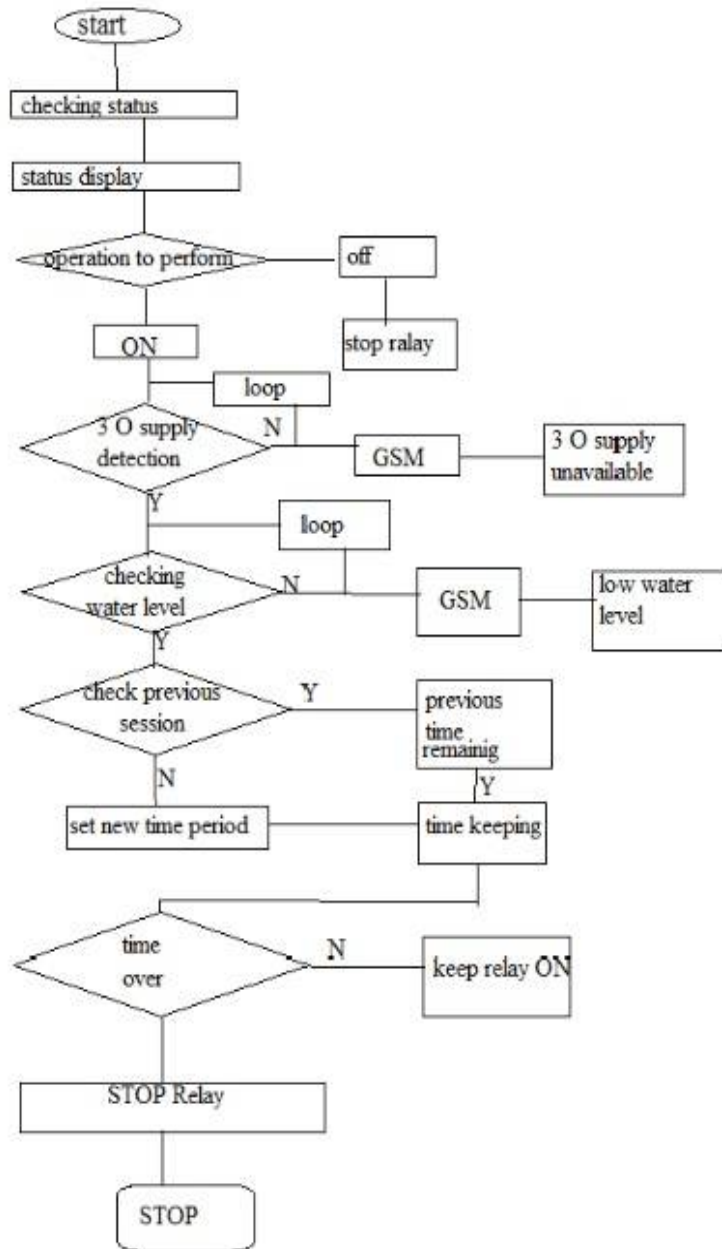 start
checking status
status display
operation to perform
off
stop ralay
ON
loop
3 O supply
detection
N
GSM
3 O supply
unavailable
Y
loop
checking
water level
N
GSM
low water
level
Y
check previous
session
Y
previous
time
remainig
N
Y
set new time period
time keeping
time
over
N
keep relay ON
STOP Relay
STOP